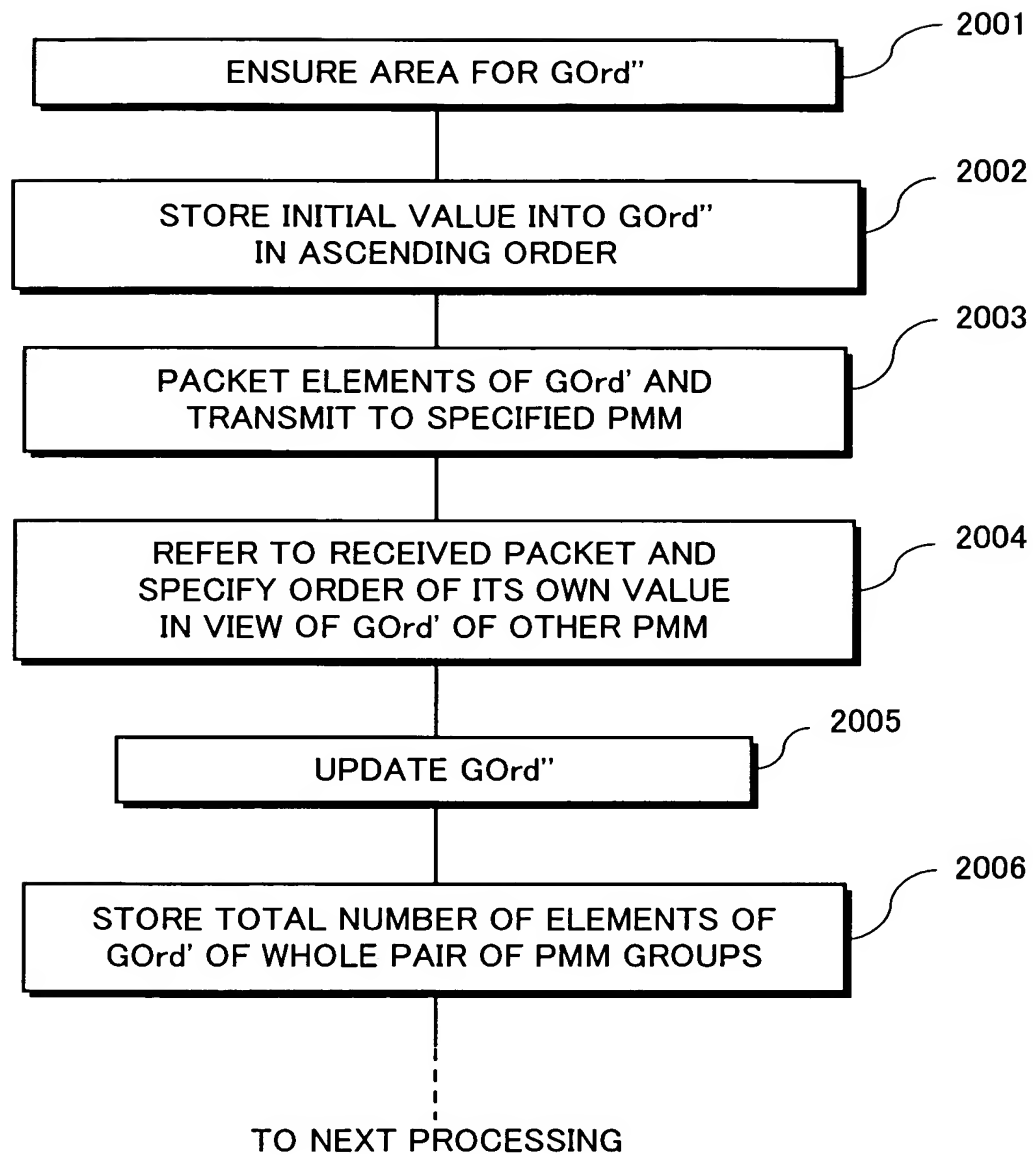 2001
ENSURE AREA FOR GOrd''
2002
STORE INITIAL VALUE INTO GOrd''
IN ASCENDING ORDER
2003
PACKET ELEMENTS OF GOrd' AND
TRANSMIT TO SPECIFIED PMM
2004
REFER TO RECEIVED PACKET AND
SPECIFY ORDER OF ITS OWN VALUE
IN VIEW OF GOrd' OF OTHER PMM
2005
UPDATE GOrd''
2006
STORE TOTAL NUMBER OF ELEMENTS OF
GOrd' OF WHOLE PAIR OF PMM GROUPS
TO NEXT PROCESSING